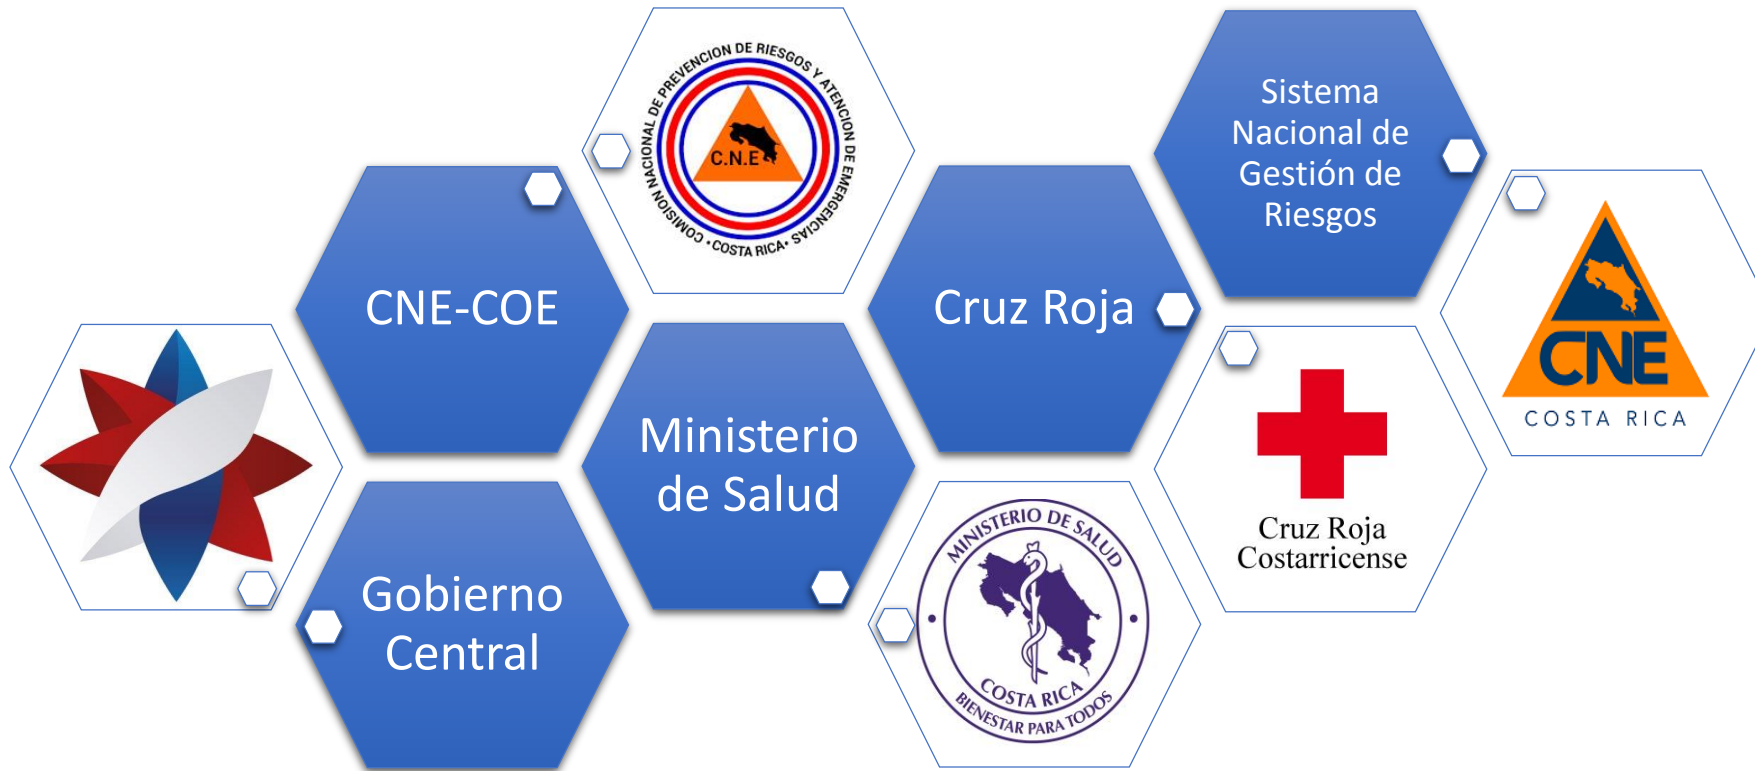 COMISION NACIONAL DE PREVENCION DE RIESGOS Y ATENCION DE EMERGENCIAS
• COSTA RICA •
C.N.E
Sistema
Nacional de
Gestión de
Riesgos
CNE-COE
Cruz Roja
CNE
COSTA RICA
Ministerio
de Salud
Cruz Roja
Costarricense
Gobierno
Central
MINISTERIO DE SALUD
COSTA RICA
BIENESTAR PARA TODOS